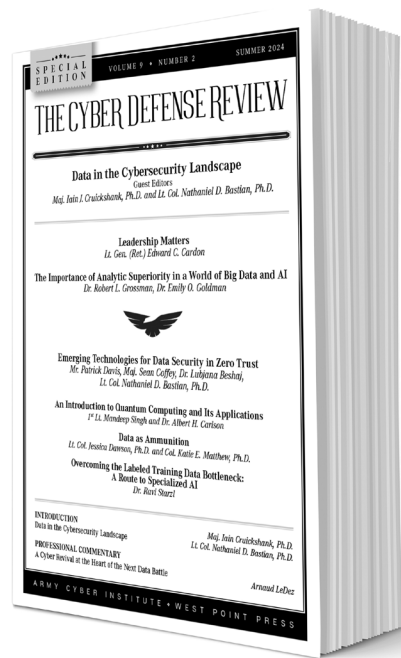 SPECIAL
EDITION
VOLUME 9 • NUMBER 2
SUMMER 2024
THE CYBER DEFENSE REVIEW
Data in the Cybersecurity Landscape
Guest Editors
Maj. Iain J. Cruickshank, Ph.D. and Lt. Col. Nathaniel D. Bastian, Ph.D.
Leadership Matters
Lt. Gen. (Ret.) Edward C. Cardon
The Importance of Analytic Superiority in a World of Big Data and AI
Dr. Robert L. Grossman, Dr. Emily O. Goldman
Emerging Technologies for Data Security in Zero Trust
Mr. Patrick Davis, Maj. Sean Coffey, Dr. Lubjana Beshaj,
Lt. Col. Nathaniel D. Bastian, Ph.D.
An Introduction to Quantum Computing and Its Applications
1st Lt. Mandeep Singh and Dr. Albert H. Carlson
Data as Ammunition
Lt. Col. Jessica Dawson, Ph.D. and Col. Katie E. Matthew, Ph.D.
Overcoming the Labeled Training Data Bottleneck:
A Route to Specialized AI
Dr. Ravi Starzl
INTRODUCTION
Data in the Cybersecurity Landscape
Maj. Iain Cruickshank, Ph.D.
Lt. Col. Nathaniel D. Bastian, Ph.D.
PROFESSIONAL COMMENTARY
A Cyber Revival at the Heart of the Next Data Battle
Arnaud LeDez
ARMY CYBER INSTITUTE • WEST POINT PRESS